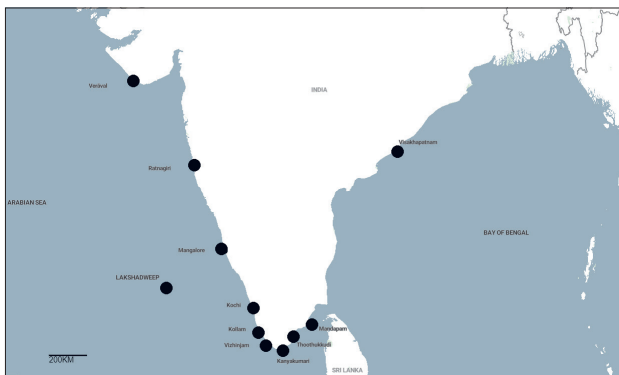 Veraval
INDIA
Visakhapatnam
Ratnagiri
ARABIAN SEA
BAY OF BENGAL
Mangalore
LAKSHADWEEP
Kochi
Kollam
Mandapam
Vizhinjam
Thoothukkudi
Kanyakumari
200KM
SRI LANKA